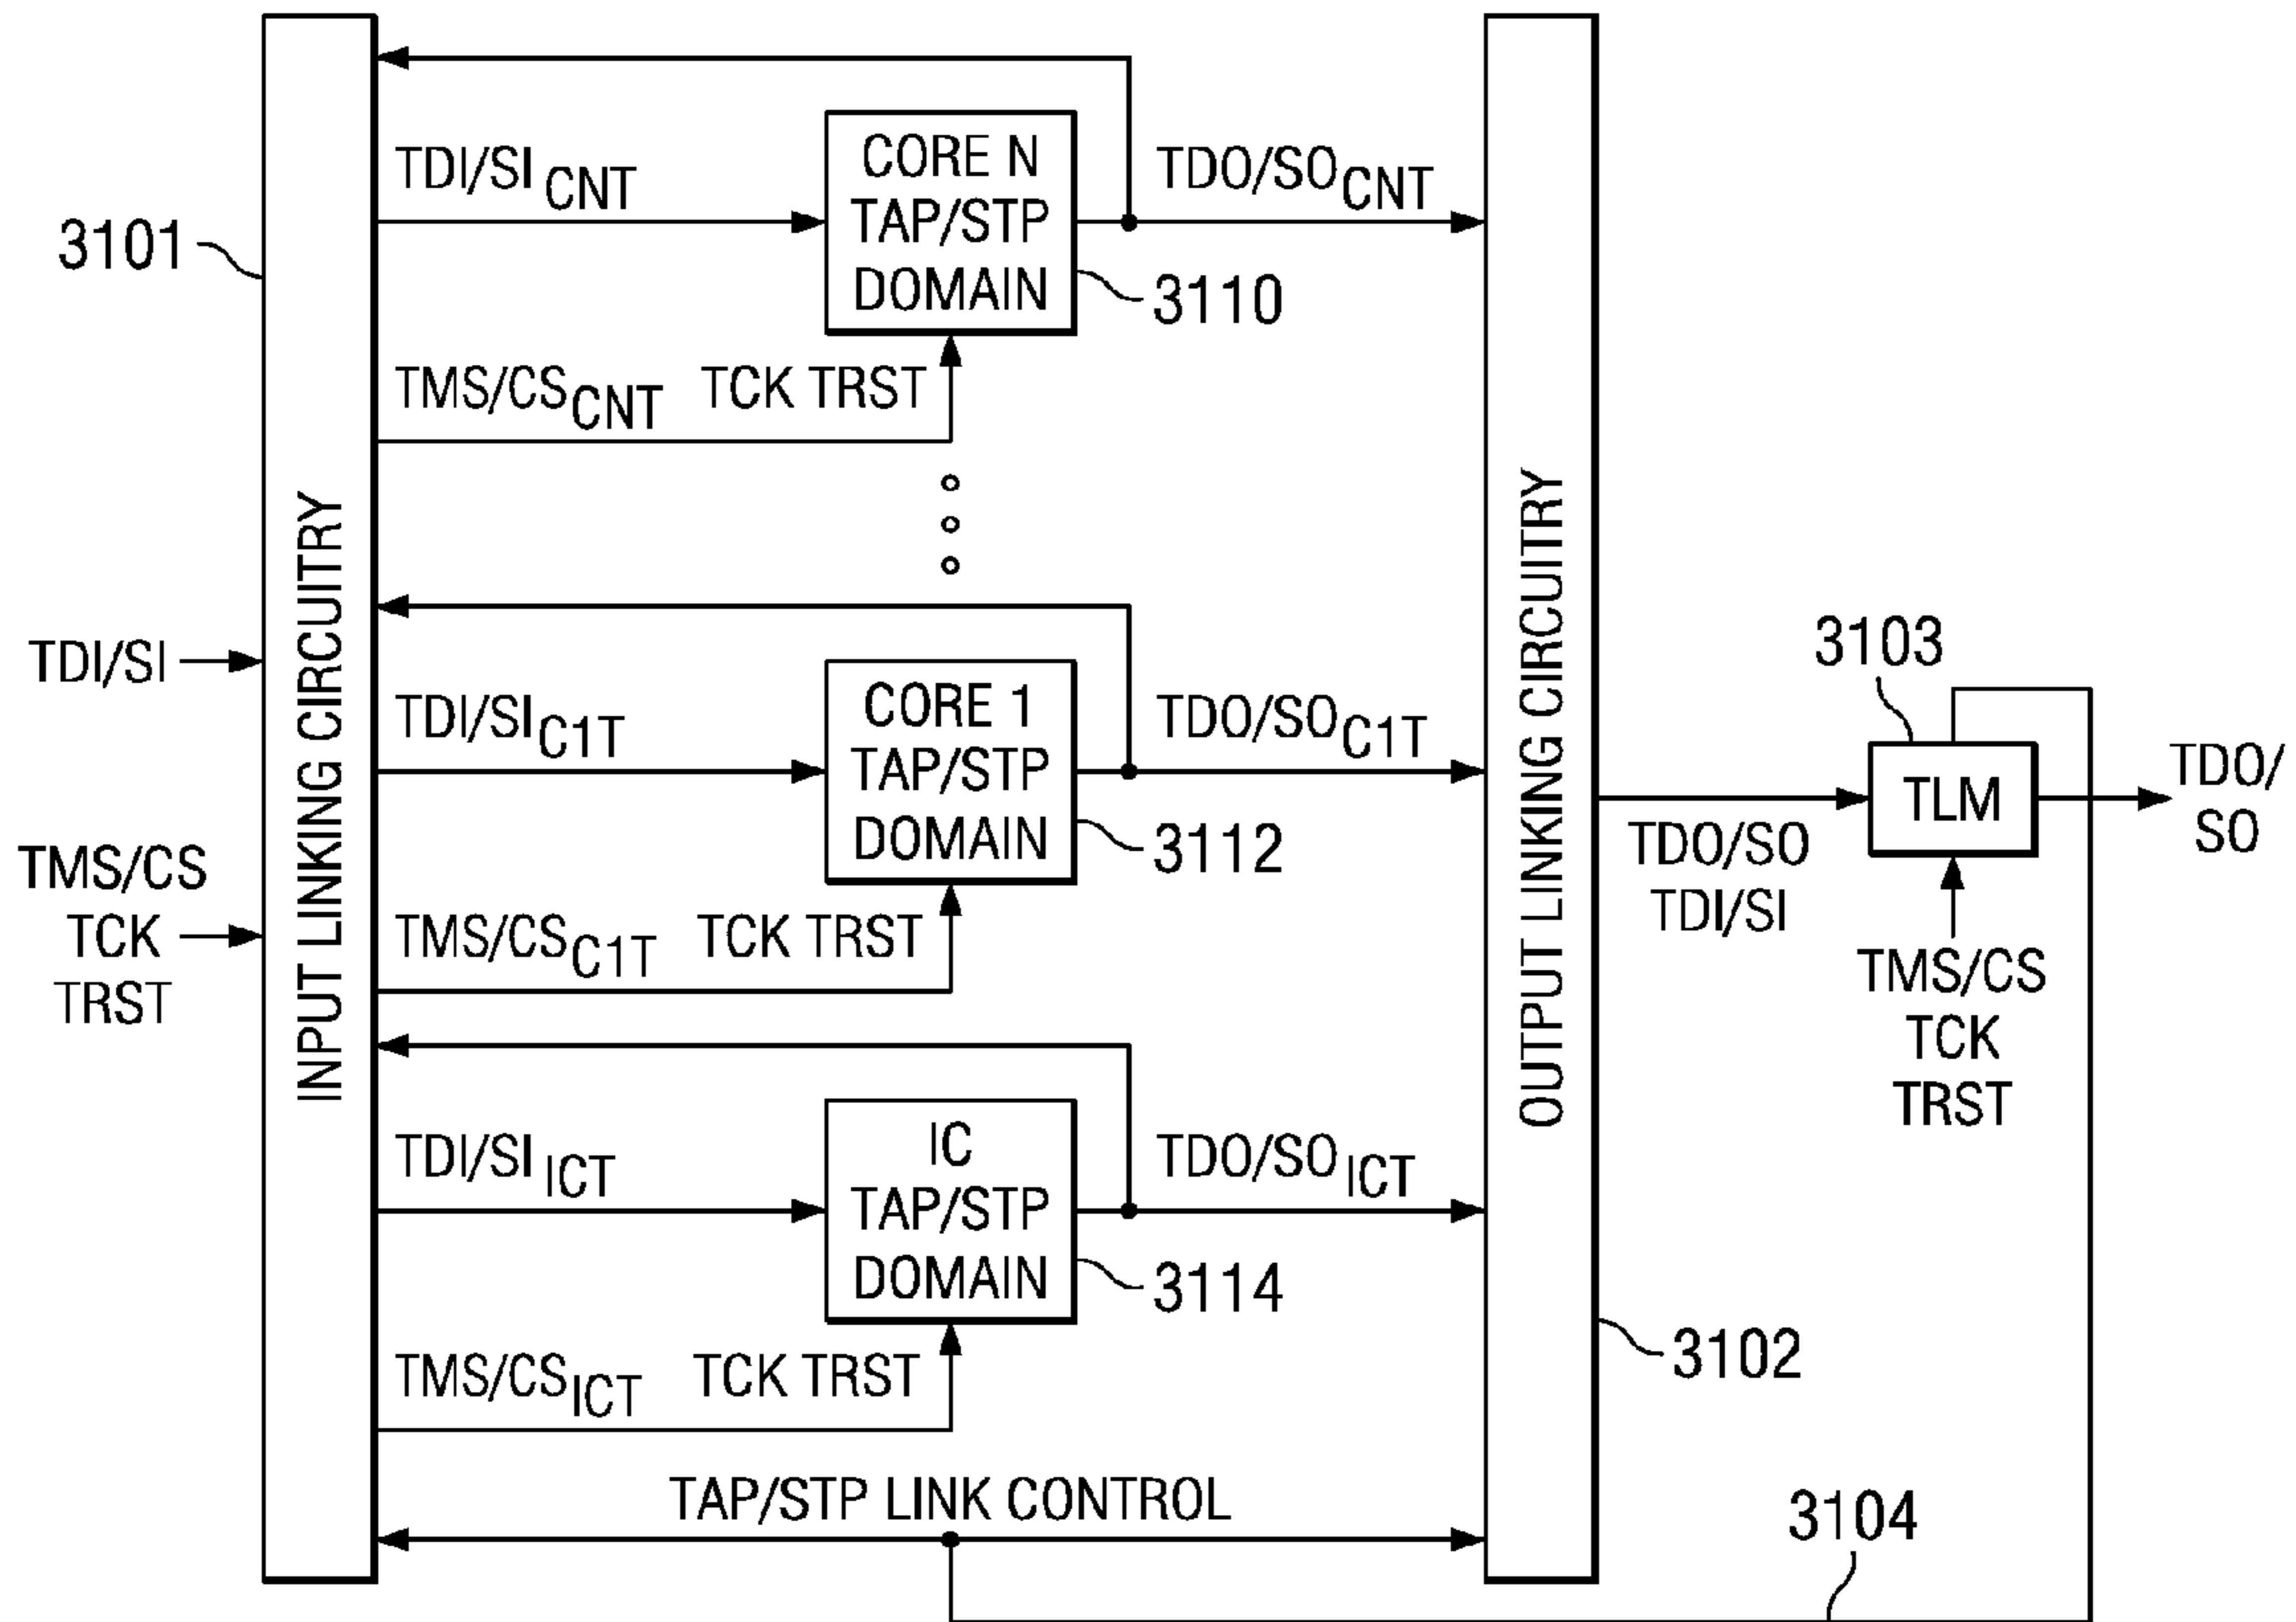 3101
INPUT LINKING CIRCUITRY
TDI/SI
TMS/CS
TCK
TRST
TDI/SI CNT
CORE N
TAP/STP
DOMAIN
3110
TDO/SO CNT
TMS/CS CNT TCK TRST
TDI/SI C1T
CORE 1
TAP/STP
DOMAIN
3112
TDO/SO C1T
TMS/CS C1T TCK TRST
TDI/SI ICT
IC
TAP/STP
DOMAIN
3114
TDO/SO ICT
TMS/CS ICT TCK TRST
TAP/STP LINK CONTROL
OUTPUT LINKING CIRCUITRY
3102
TDO/SO
TDI/SI
3103
TLM
TMS/CS
TCK
TRST
TDO/
SO
3104